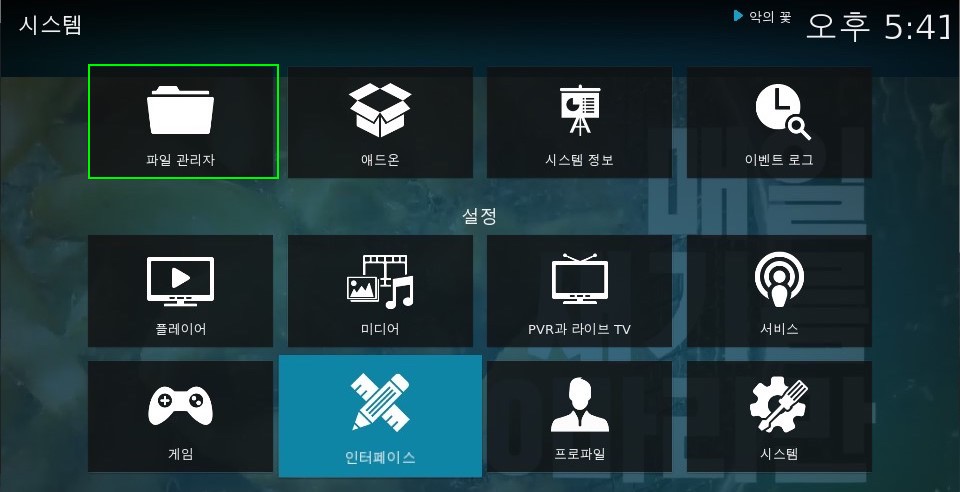 시스템
악의 꽃
오후 5:41
파일 관리자
애드온
시스템 정보
이벤트 로그
설정
플레이어
미디어
PVR과 라이브 TV
서비스
게임
인터페이스
프로파일
시스템